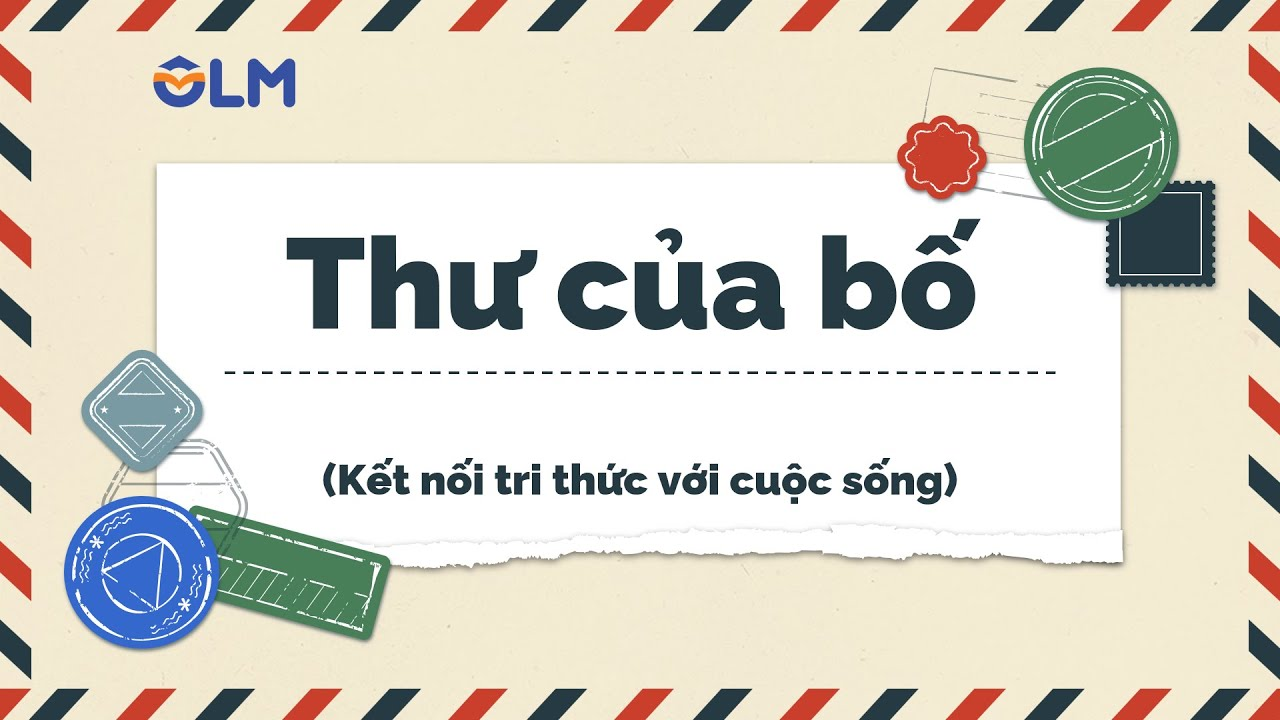 OLM
Thư của bố
(Kết nối tri thức với cuộc sống)